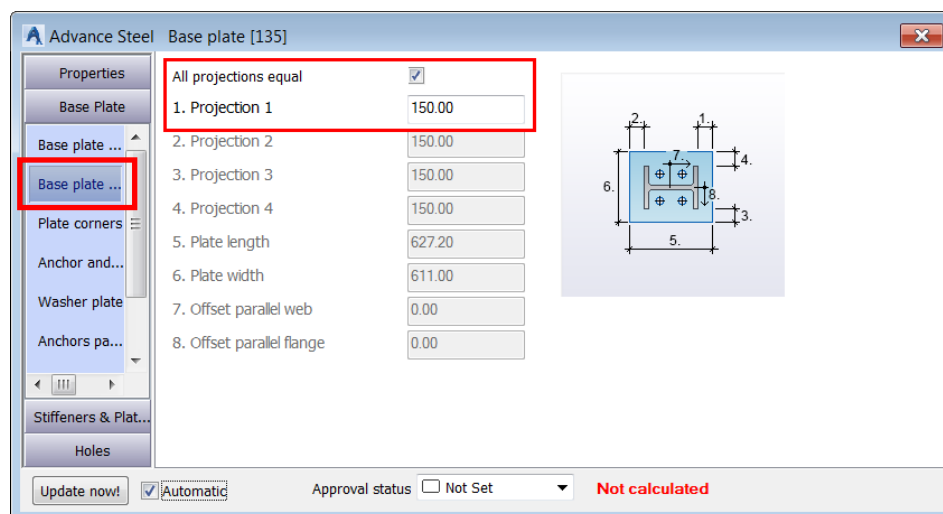 Advance Steel Base plate [135]
Properties
Base Plate
Base plate ...
Base plate ...
Plate corners
Anchor and...
Washer plate
Anchors pa...
Stiffeners & Plat...
Holes
All projections equal
1. Projection 1 150.00
2. Projection 2 150.00
3. Projection 3 150.00
4. Projection 4 150.00
5. Plate length 627.20
6. Plate width 611.00
7. Offset parallel web 0.00
8. Offset parallel flange 0.00
2. 1.
7. 4.
6. 8.
3.
5.
Update now! Automatic Approval status Not Set Not calculated